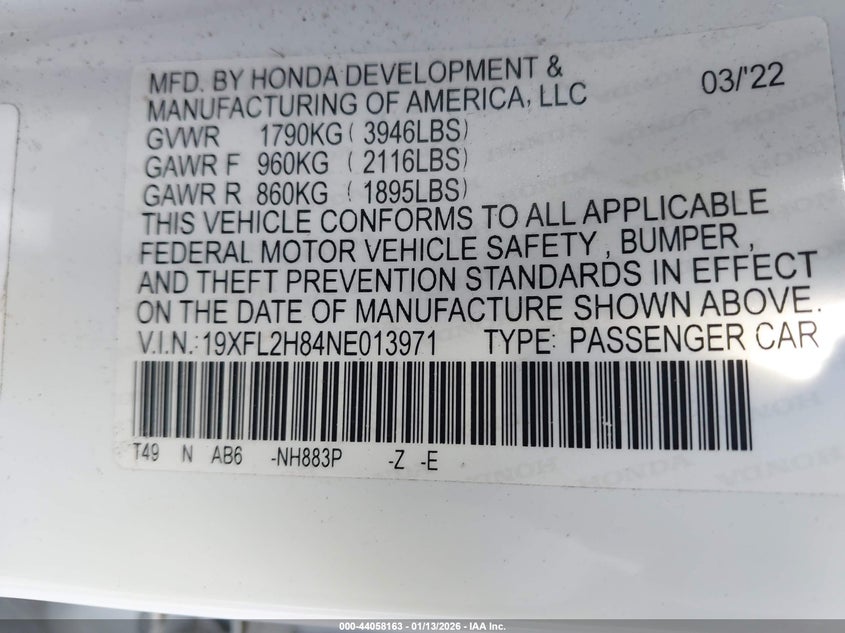 MFD. BY HONDA DEVELOPMENT &
MANUFACTURING OF AMERICA, LLC 03/'22
GVWR 1790KG ( 3946LBS)
GAWR F 960KG ( 2116LBS)
GAWR R 860KG ( 1895LBS)
THIS VEHICLE CONFORMS TO ALL APPLICABLE
FEDERAL MOTOR VEHICLE SAFETY , BUMPER ,
AND THEFT PREVENTION STANDARDS IN EFFECT
ON THE DATE OF MANUFACTURE SHOWN ABOVE.
V.I.N.:19XFL2H84NE013971 TYPE: PASSENGER CAR
T49 N AB6 -NH883P -Z -E
HONDA HONDA HONDA
000-44058163 - 01/13/2026 - IAA Inc.